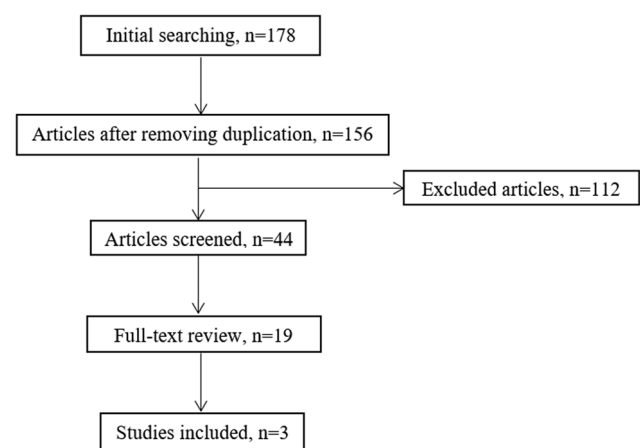 Initial searching, n=178
Articles after removing duplication, n=156
Excluded articles, n=112
Articles screened, n=44
Full-text review, n=19
Studies included, n=3